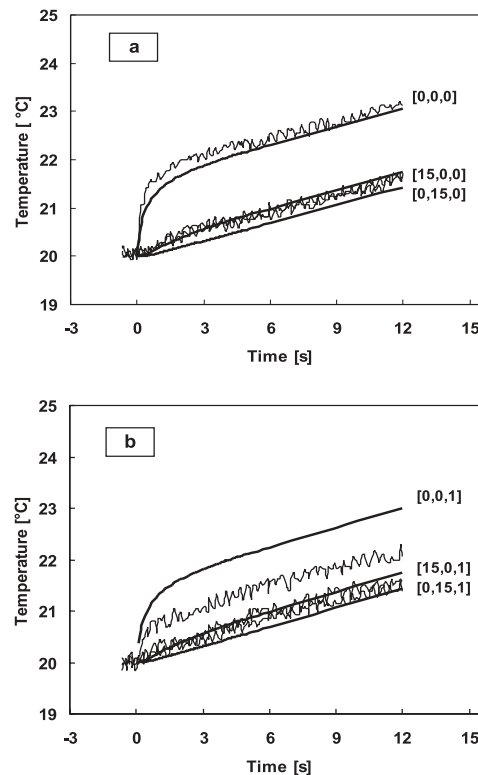 a
25
24
23
22
21
20
19
Temperature [ °C]
[0,0,0]
[15,0,0]
[0,15,0]
-3 0 3 6 9 12 15
Time [s]
b
25
24
23
22
21
20
19
Temperature [°C]
[0,0,1]
[15,0,1]
[0,15,1]
-3 0 3 6 9 12 15
Time [s]